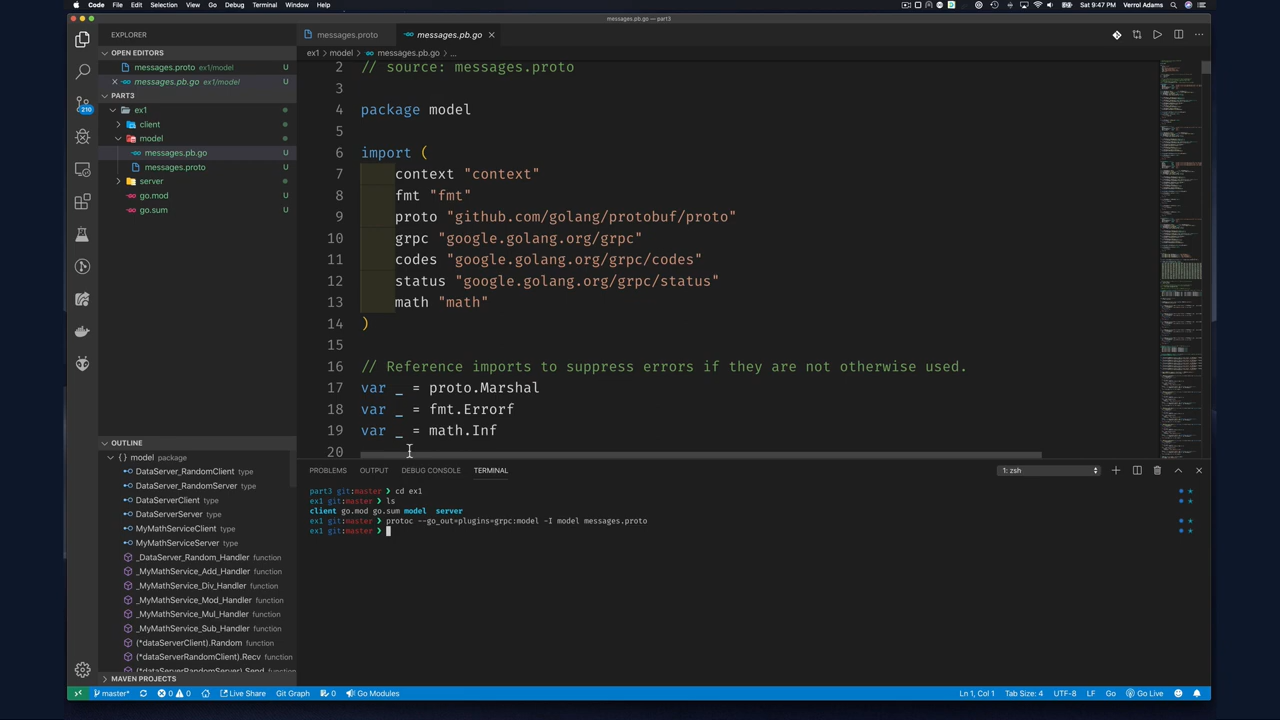 Code File Edit Selection View Go Debug Terminal Window Help
Sat 9:47 PM Verrol Adams
messages.pb.go — part3
EXPLORER
messages.proto
messages.pb.go
OPEN EDITORS
ex1 › model › messages.pb.go › ...
messages.proto ex1/model U
messages.pb.go ex1/model U
PART3
ex1
client
model
messages.pb.go U
messages.proto U
server
go.mod U
go.sum U
210
2 // source: messages.proto
3
4 package model
5
6 import (
7 context "context"
8 fmt "fmt"
9 proto "github.com/golang/protobuf/proto"
10 grpc "google.golang.org/grpc"
11 codes "google.golang.org/grpc/codes"
12 status "google.golang.org/grpc/status"
13 math "math"
14 )
15
16 // Reference imports to suppress errors if they are not otherwise used.
17 var _ = proto.Marshal
18 var _ = fmt.Errorf
19 var _ = math.Inf
20
OUTLINE
{ } model package
DataServer_RandomClient type
DataServer_RandomServer type
DataServerClient type
DataServerServer type
MyMathServiceClient type
MyMathServiceServer type
_DataServer_Random_Handler function
_MyMathService_Add_Handler function
_MyMathService_Div_Handler function
_MyMathService_Mod_Handler function
_MyMathService_Mul_Handler function
_MyMathService_Sub_Handler function
(*dataServerClient).Random function
(*dataServerRandomClient).Recv function
(*dataServerRandomServer).Send function
MAVEN PROJECTS
PROBLEMS OUTPUT DEBUG CONSOLE TERMINAL
1: zsh
part3 git:master ❯ cd ex1
ex1 git:master ❯ ls
client go.mod go.sum model server
ex1 git:master ❯ protoc --go_out=plugins=grpc:model -I model messages.proto
ex1 git:master ❯
master* 0 0 Live Share Git Graph 0 Go Modules
Ln 1, Col 1 Tab Size: 4 UTF-8 LF Go Go Live